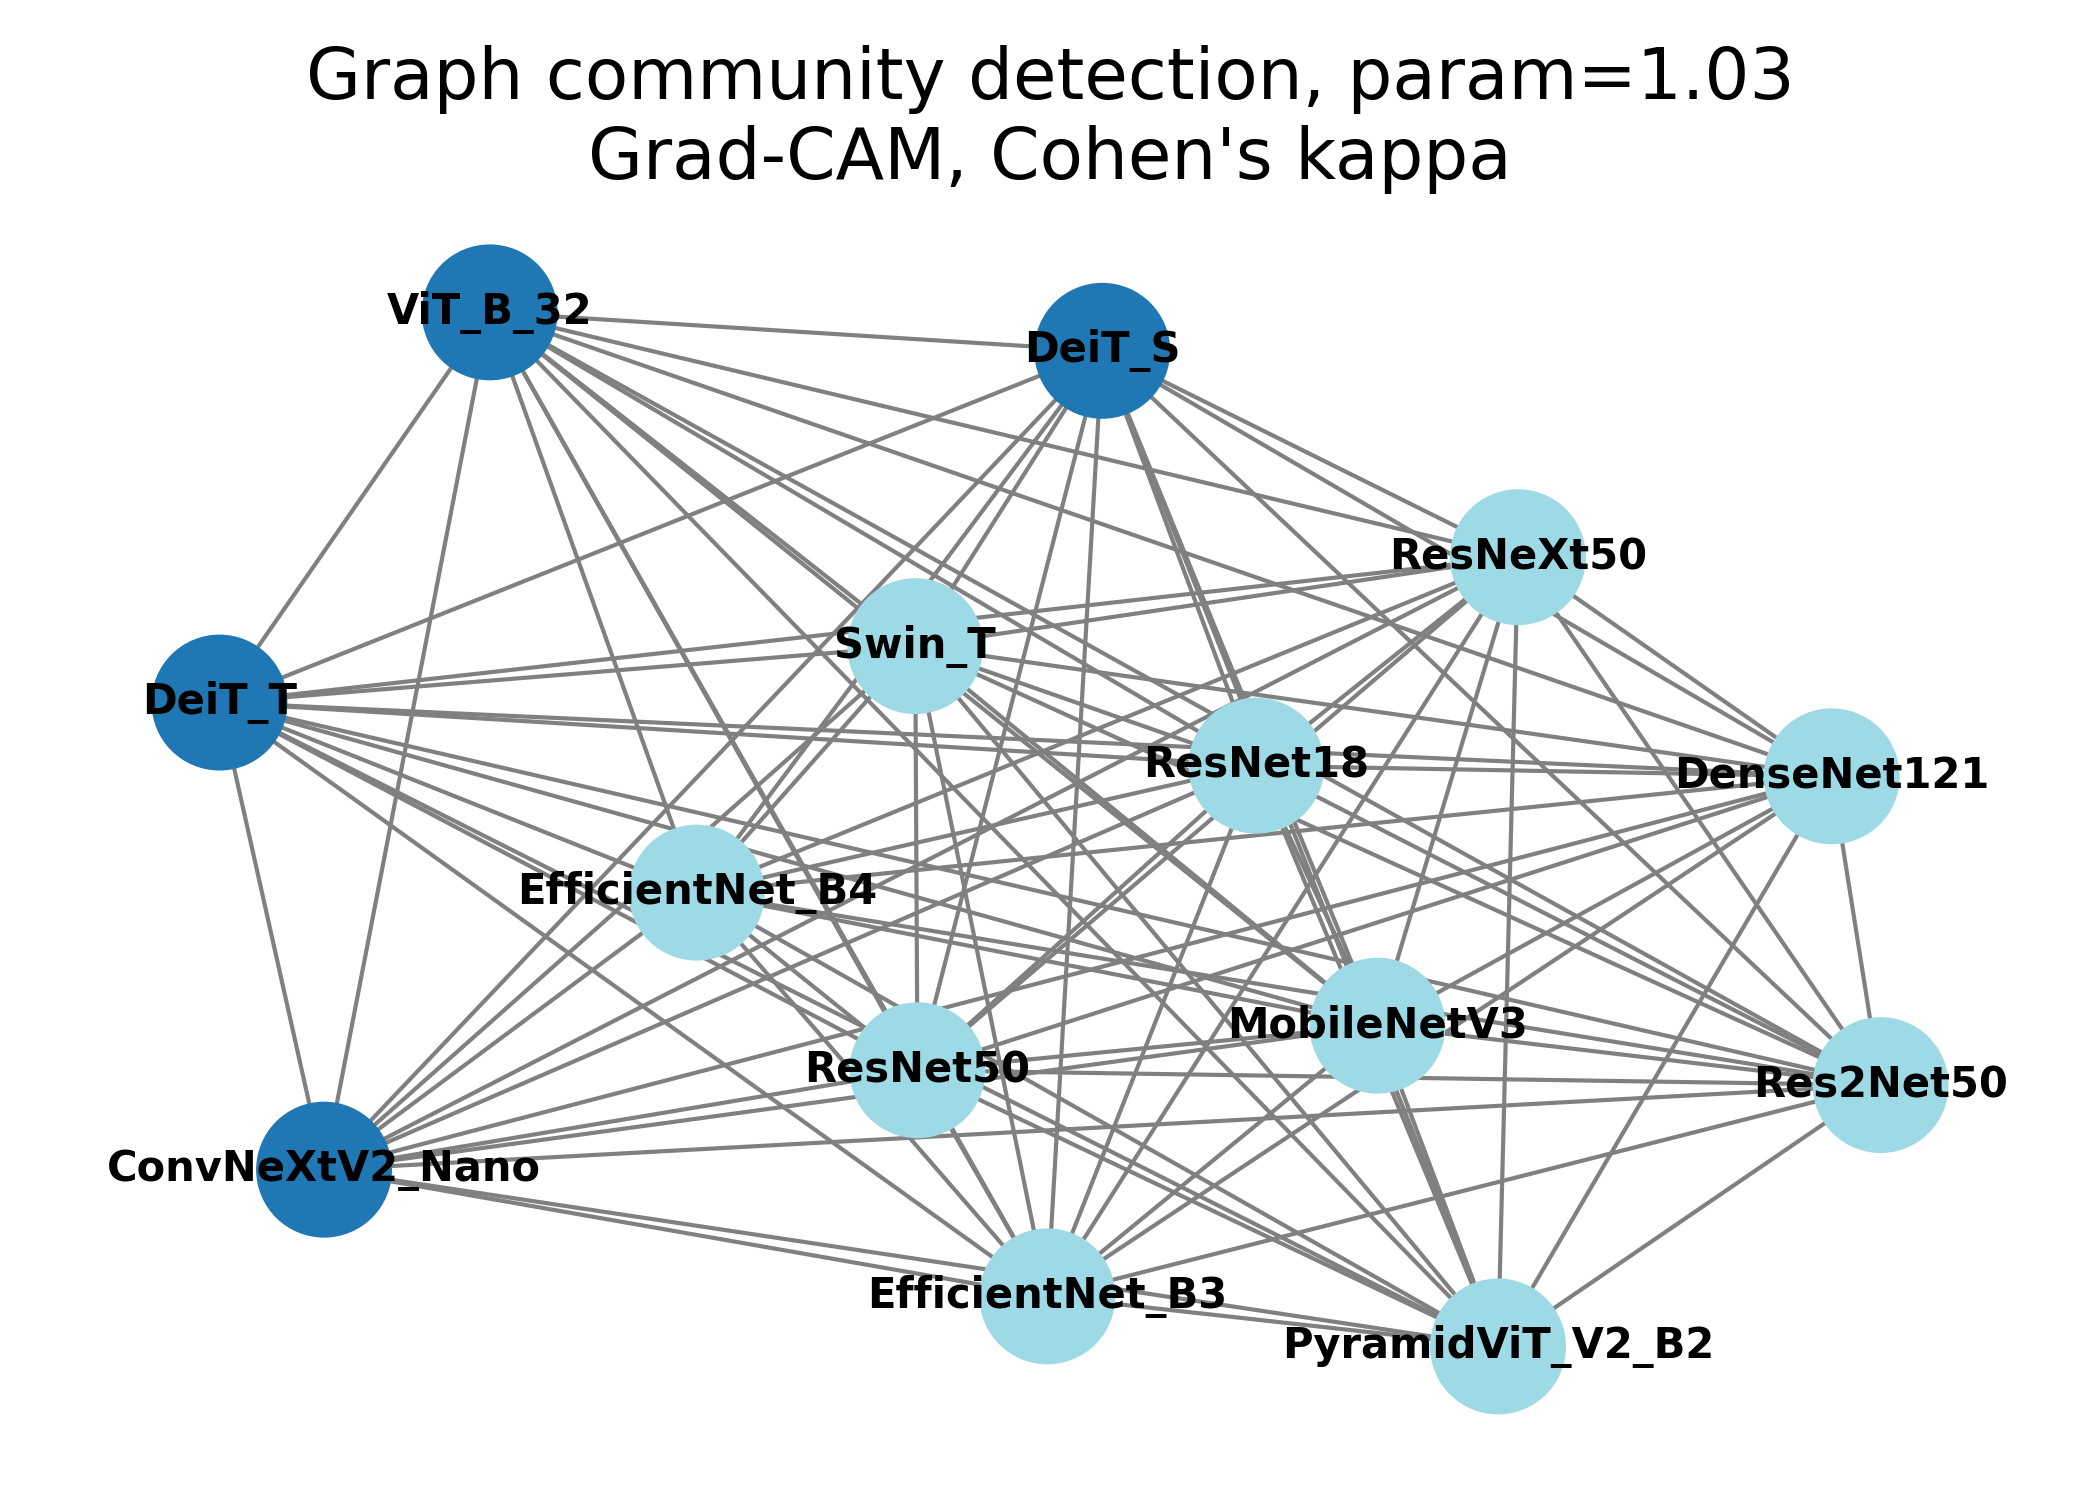 Graph community detection, param=1.03
Grad-CAM, Cohen's kappa
ViT_B_32
DeiT_S
ResNeXt50
Swin_T
DeiT_T
ResNet18
DenseNet121
EfficientNet_B4
MobileNetV3
ResNet50
Res2Net50
ConvNeXtV2_Nano
EfficientNet_B3
PyramidViT_V2_B2